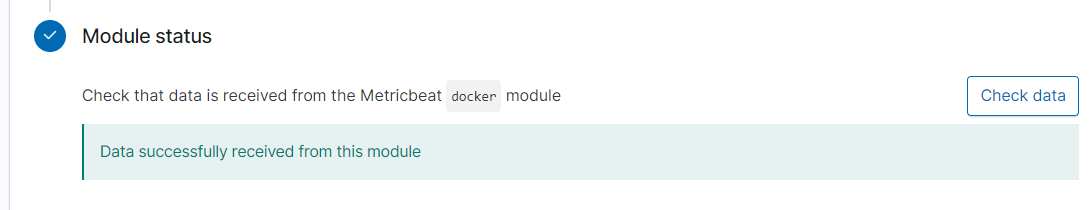 Module status
Check that data is received from the Metricbeat docker module
Check data
Data successfully received from this module